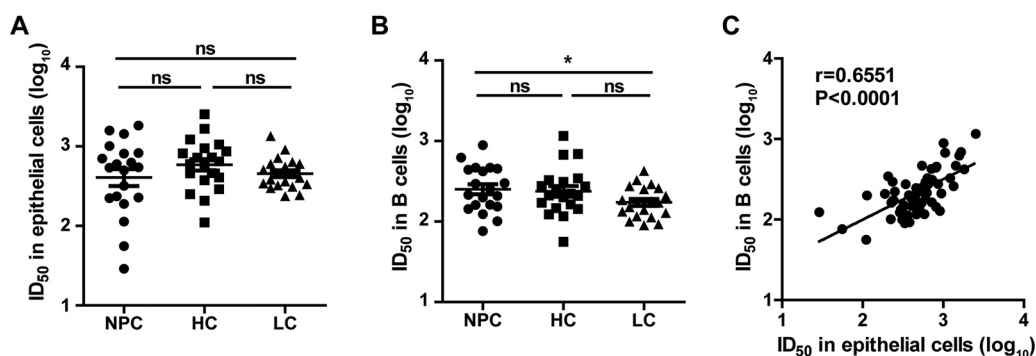 A
ID50 in epithelial cells (log10)
4
3
2
1
ns
ns
ns
NPC
HC
LC
B
ID50 in B cells (log10)
4
3
2
1
*
ns
ns
NPC
HC
LC
C
ID50 in B cells (log10)
4
3
2
1
r=0.6551
P<0.0001
1
2
3
4
ID50 in epithelial cells (log10)